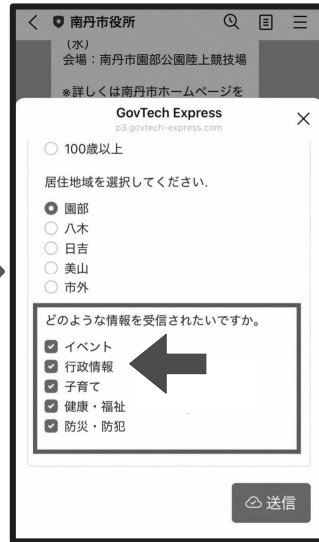 南丹市役所
(水)
会場：南丹市園部公園陸上競技場
※詳しくは南丹市ホームページを
GovTech Express
p3.govtech-express.com
100歳以上
居住地域を選択してください.
園部
八木
日吉
美山
市外
どのような情報を受信されたいですか。
イベント
行政情報
子育て
健康・福祉
防災・防犯
送信